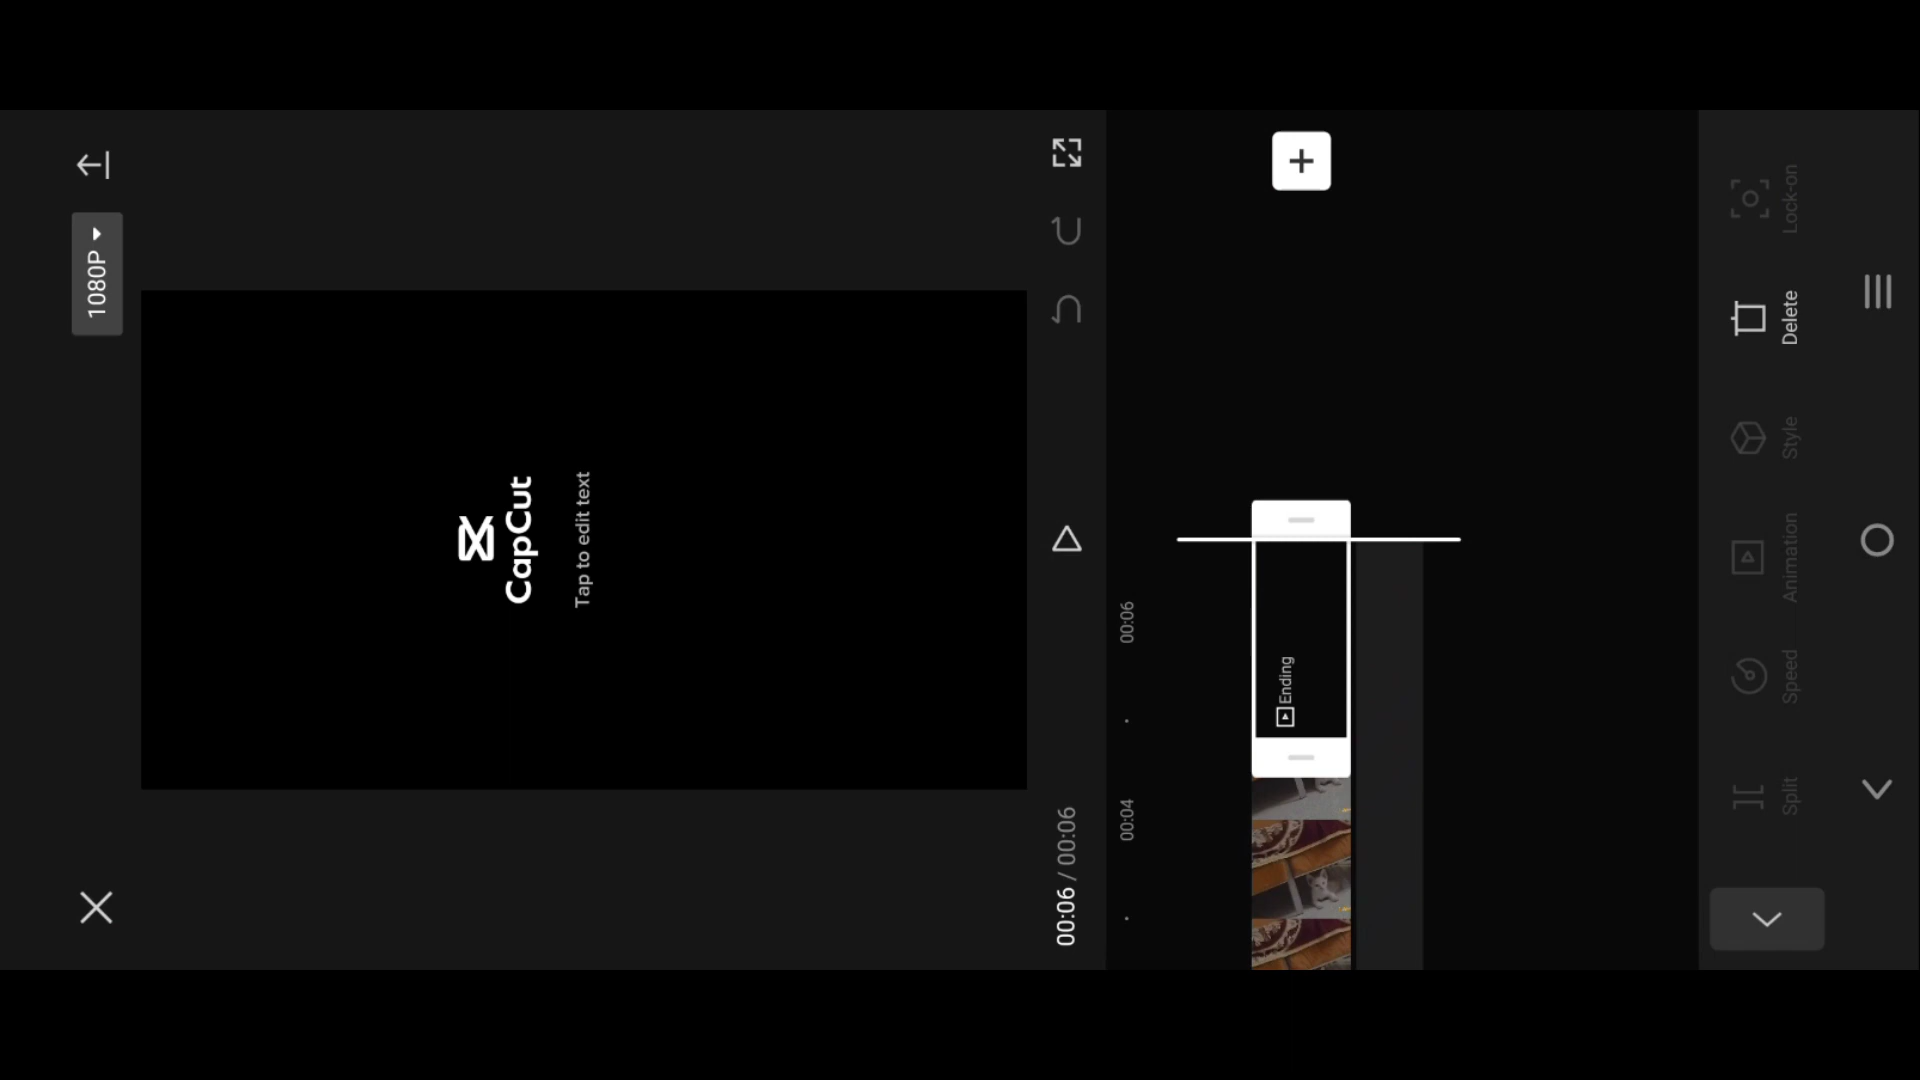 1080P
CapCut
Tap to edit text
00:06 / 00:06
00:04
00:06
Ending
Split
Speed
Animation
Style
Delete
Lock-on